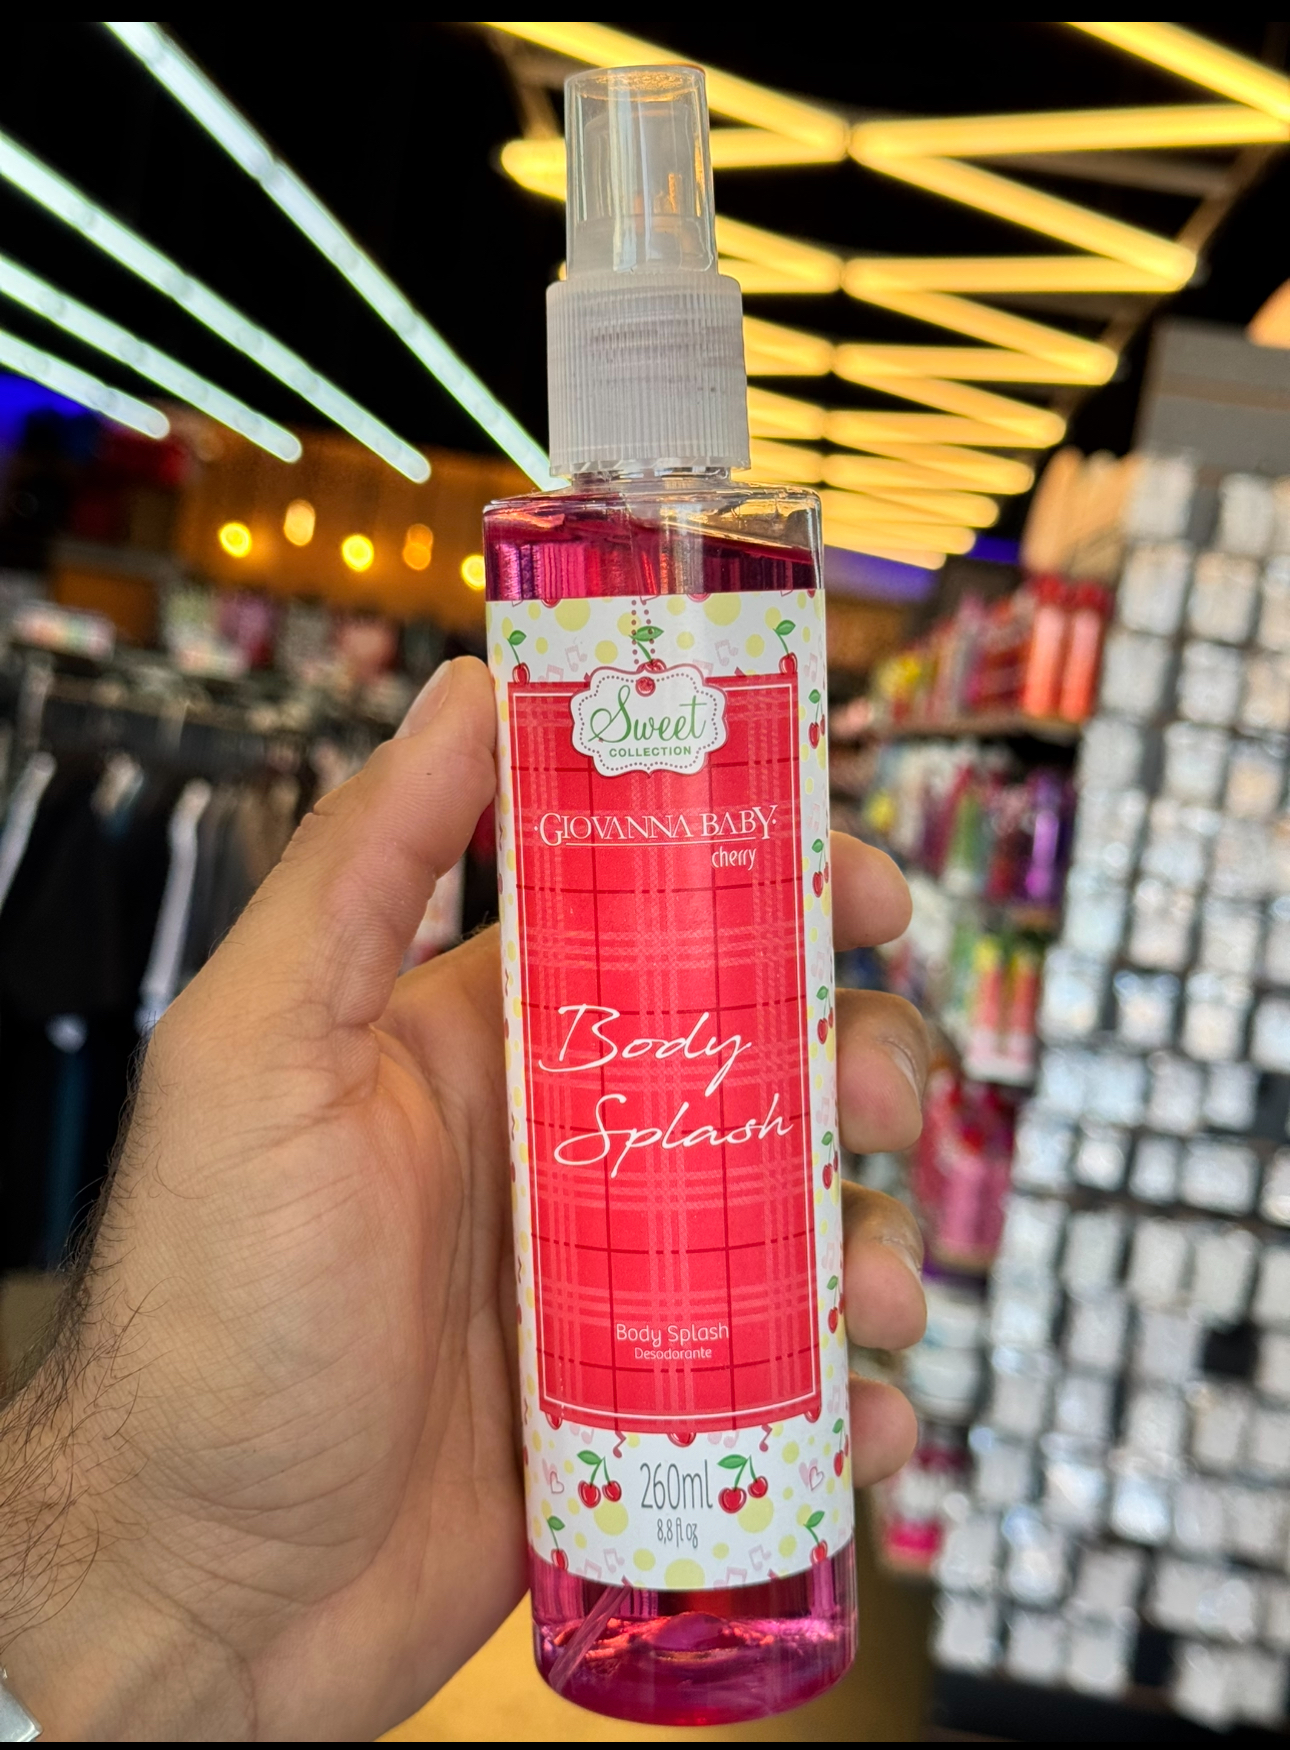 Sweet
COLLECTION
·GIOVANNA BABY·
cherry
Body
Splash
Body Splash
Desodorante
260ml
8,8 fl oz